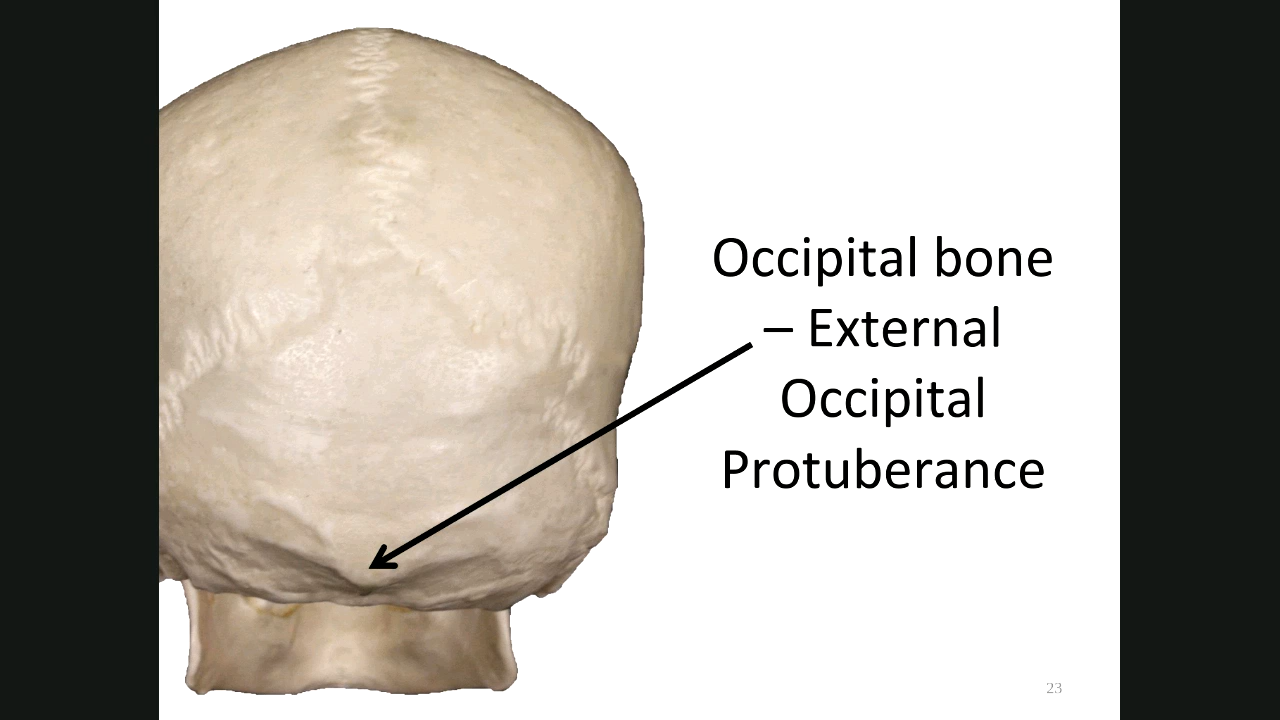 Occipital bone
– External
Occipital
Protuberance
23